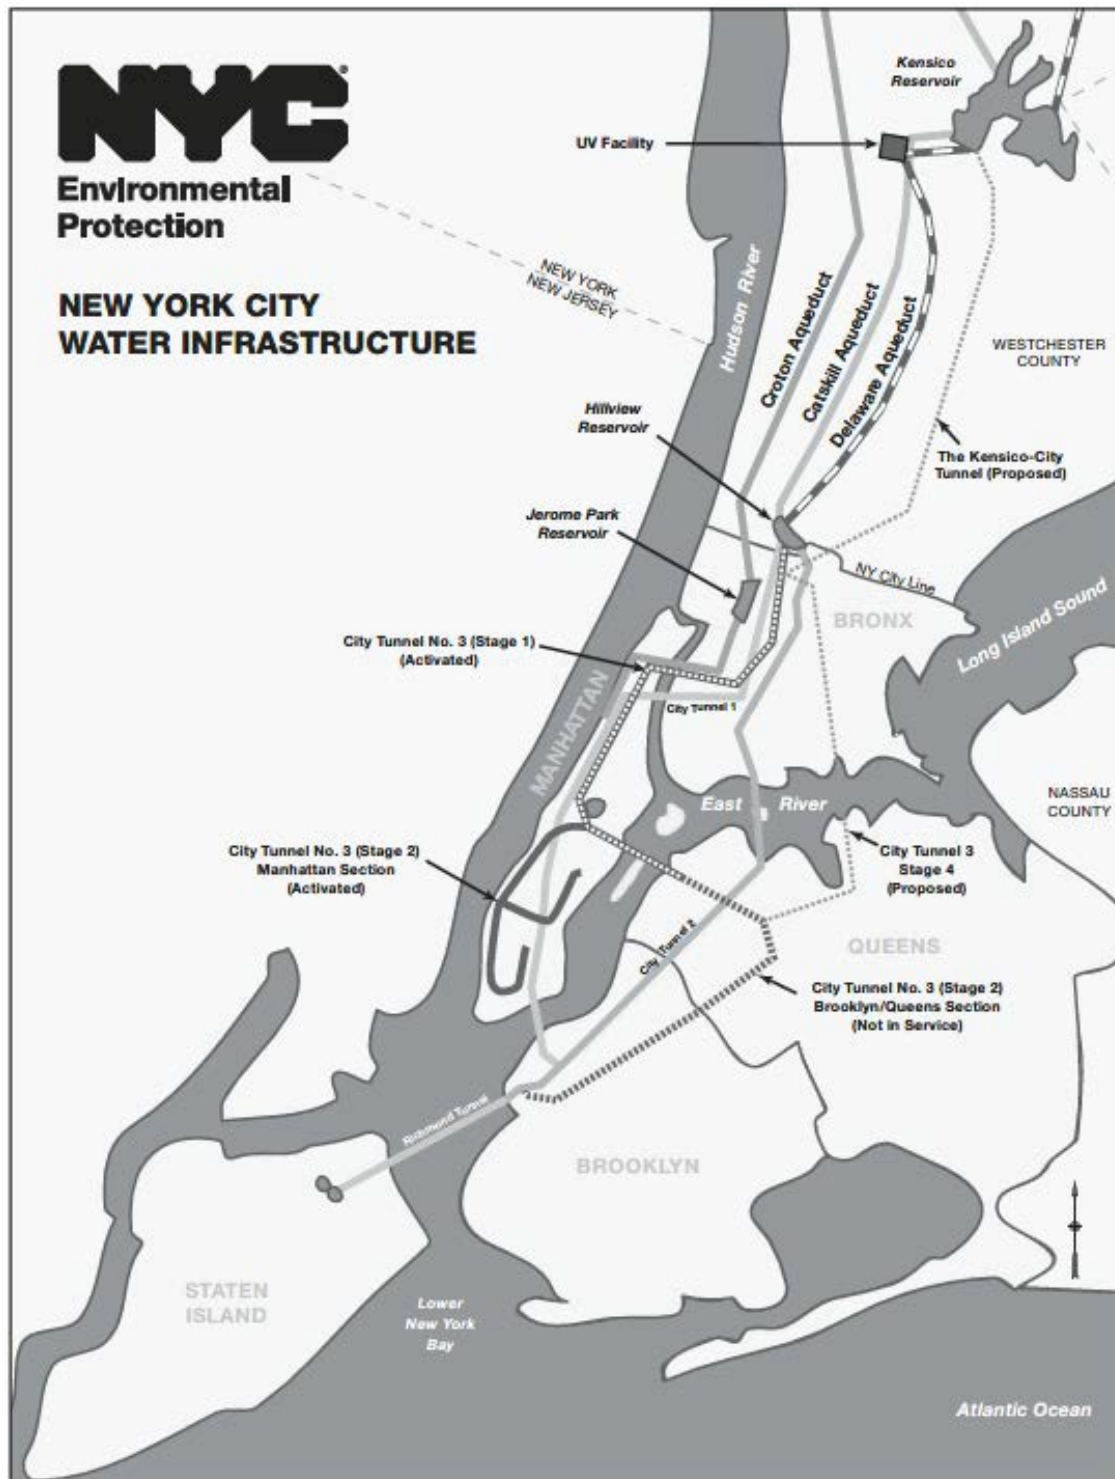 NYC®
Environmental
Protection
NEW YORK CITY
WATER INFRASTRUCTURE
Kensico
Reservoir
UV Facility
NEW YORK
NEW JERSEY
Hudson River
Croton Aqueduct
Catskill Aqueduct
Delaware Aqueduct
WESTCHESTER
COUNTY
The Kensico-City
Tunnel (Proposed)
Hillview
Reservoir
Jerome Park
Reservoir
NY City Line
BRONX
Long Island Sound
City Tunnel No. 3 (Stage 1)
(Activated)
MANHATTAN
City Tunnel 1
East River
NASSAU
COUNTY
City Tunnel No. 3 (Stage 2)
Manhattan Section
(Activated)
City Tunnel 3
Stage 4
(Proposed)
City Tunnel 2
QUEENS
City Tunnel No. 3 (Stage 2)
Brooklyn/Queens Section
(Not in Service)
Richmond Tunnel
BROOKLYN
STATEN
ISLAND
Lower
New York
Bay
Atlantic Ocean